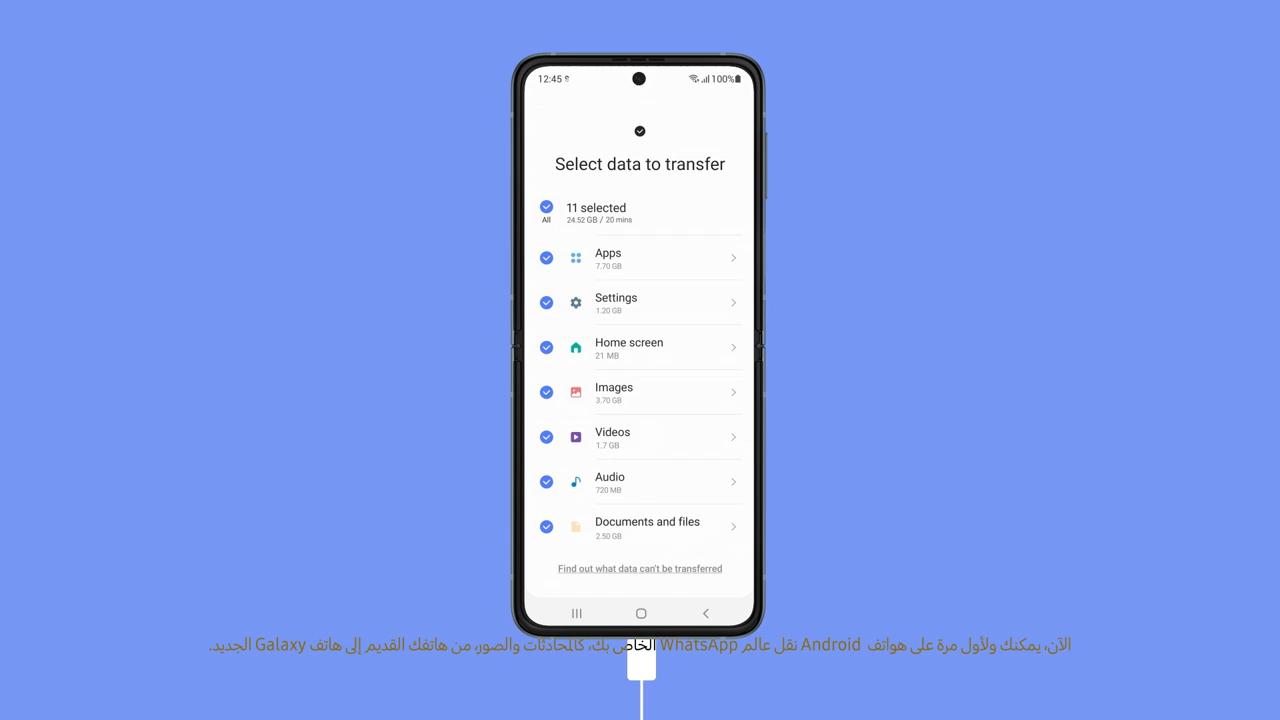 12:45
100%
Select data to transfer
All
11 selected
24.52 GB / 20 mins
Apps
7.70 GB
Settings
1.20 GB
Home screen
21 MB
Images
3.70 GB
Videos
1.7 GB
Audio
720 MB
Documents and files
2.50 GB
Find out what data can't be transferred
الآن، يمكنك ولأول مرة على هواتف Android نقل عالم WhatsApp الخاص بك، كالمحادثات والصور، من هاتفك القديم إلى هاتف Galaxy الجديد.